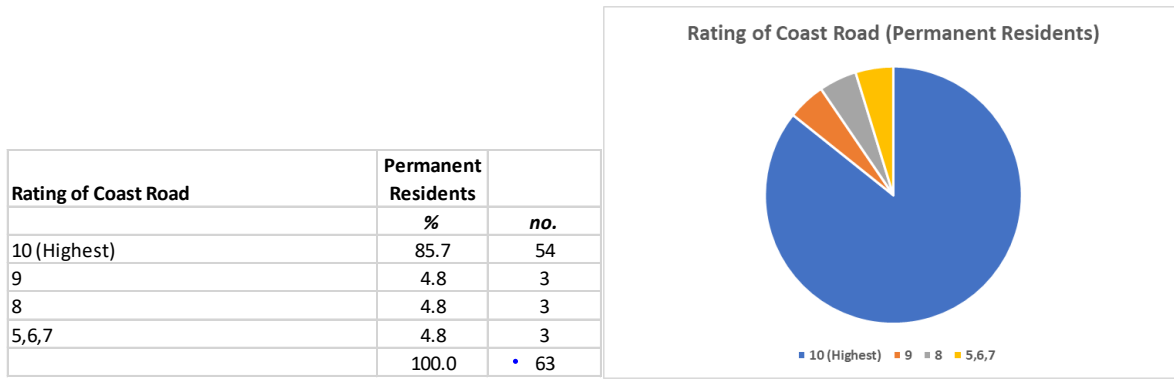 Rating of Coast Road (Permanent Residents)
Rating of Coast Road Permanent Residents
% no.
10 (Highest) 85.7 54
9 4.8 3
8 4.8 3
5,6,7 4.8 3
100.0 • 63
10 (Highest) 9 8 5,6,7